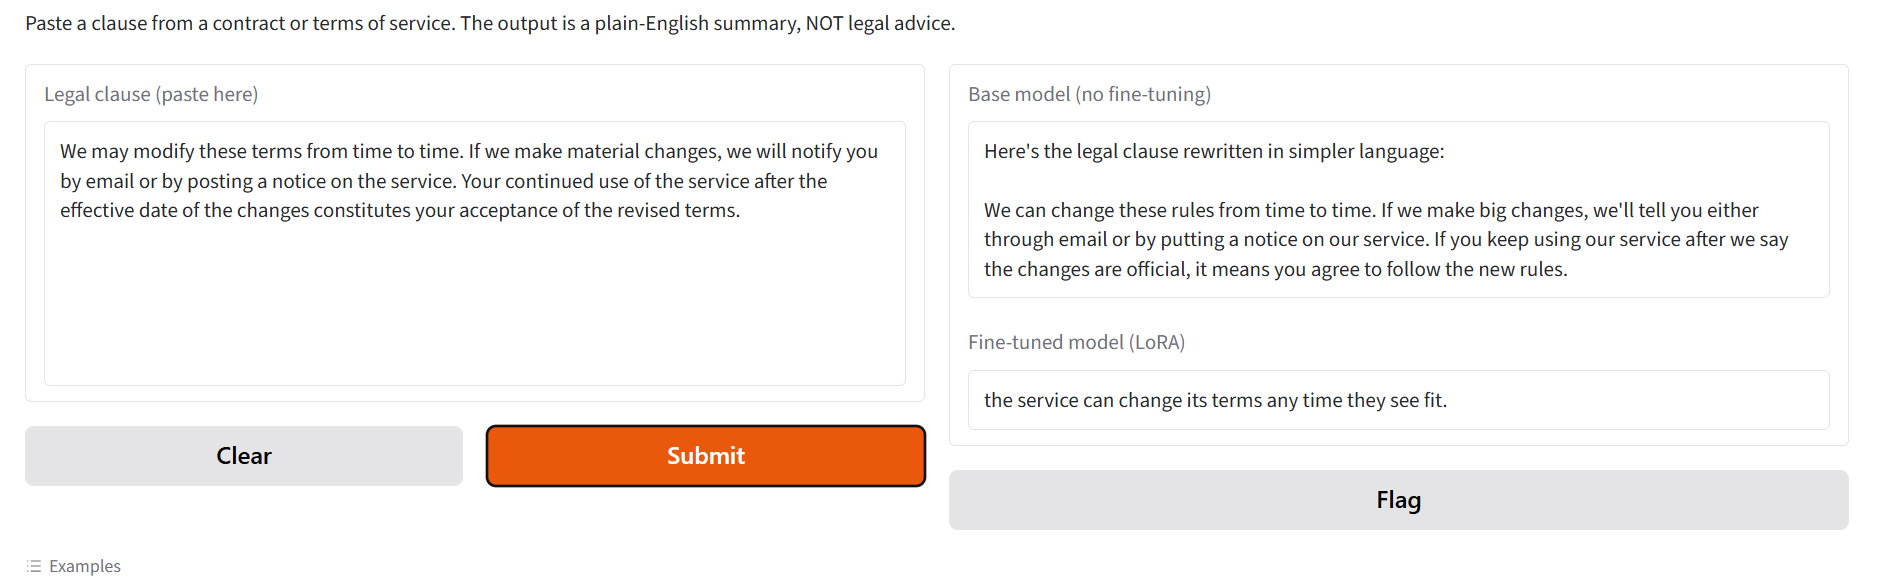 Paste a clause from a contract or terms of service. The output is a plain-English summary, NOT legal advice.
Legal clause (paste here)
We may modify these terms from time to time. If we make material changes, we will notify you
by email or by posting a notice on the service. Your continued use of the service after the
effective date of the changes constitutes your acceptance of the revised terms.
Clear
Submit
Base model (no fine-tuning)
Here's the legal clause rewritten in simpler language:
We can change these rules from time to time. If we make big changes, we'll tell you either
through email or by putting a notice on our service. If you keep using our service after we say
the changes are official, it means you agree to follow the new rules.
Fine-tuned model (LoRA)
the service can change its terms any time they see fit.
Flag
Examples